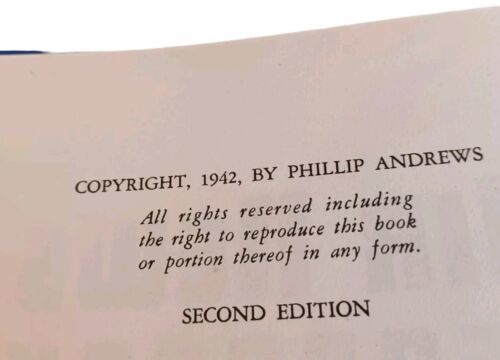 COPYRIGHT, 1942, BY PHILLIP ANDREWS
All rights reserved including
the right to reproduce this book
or portion thereof in any form.
SECOND EDITION